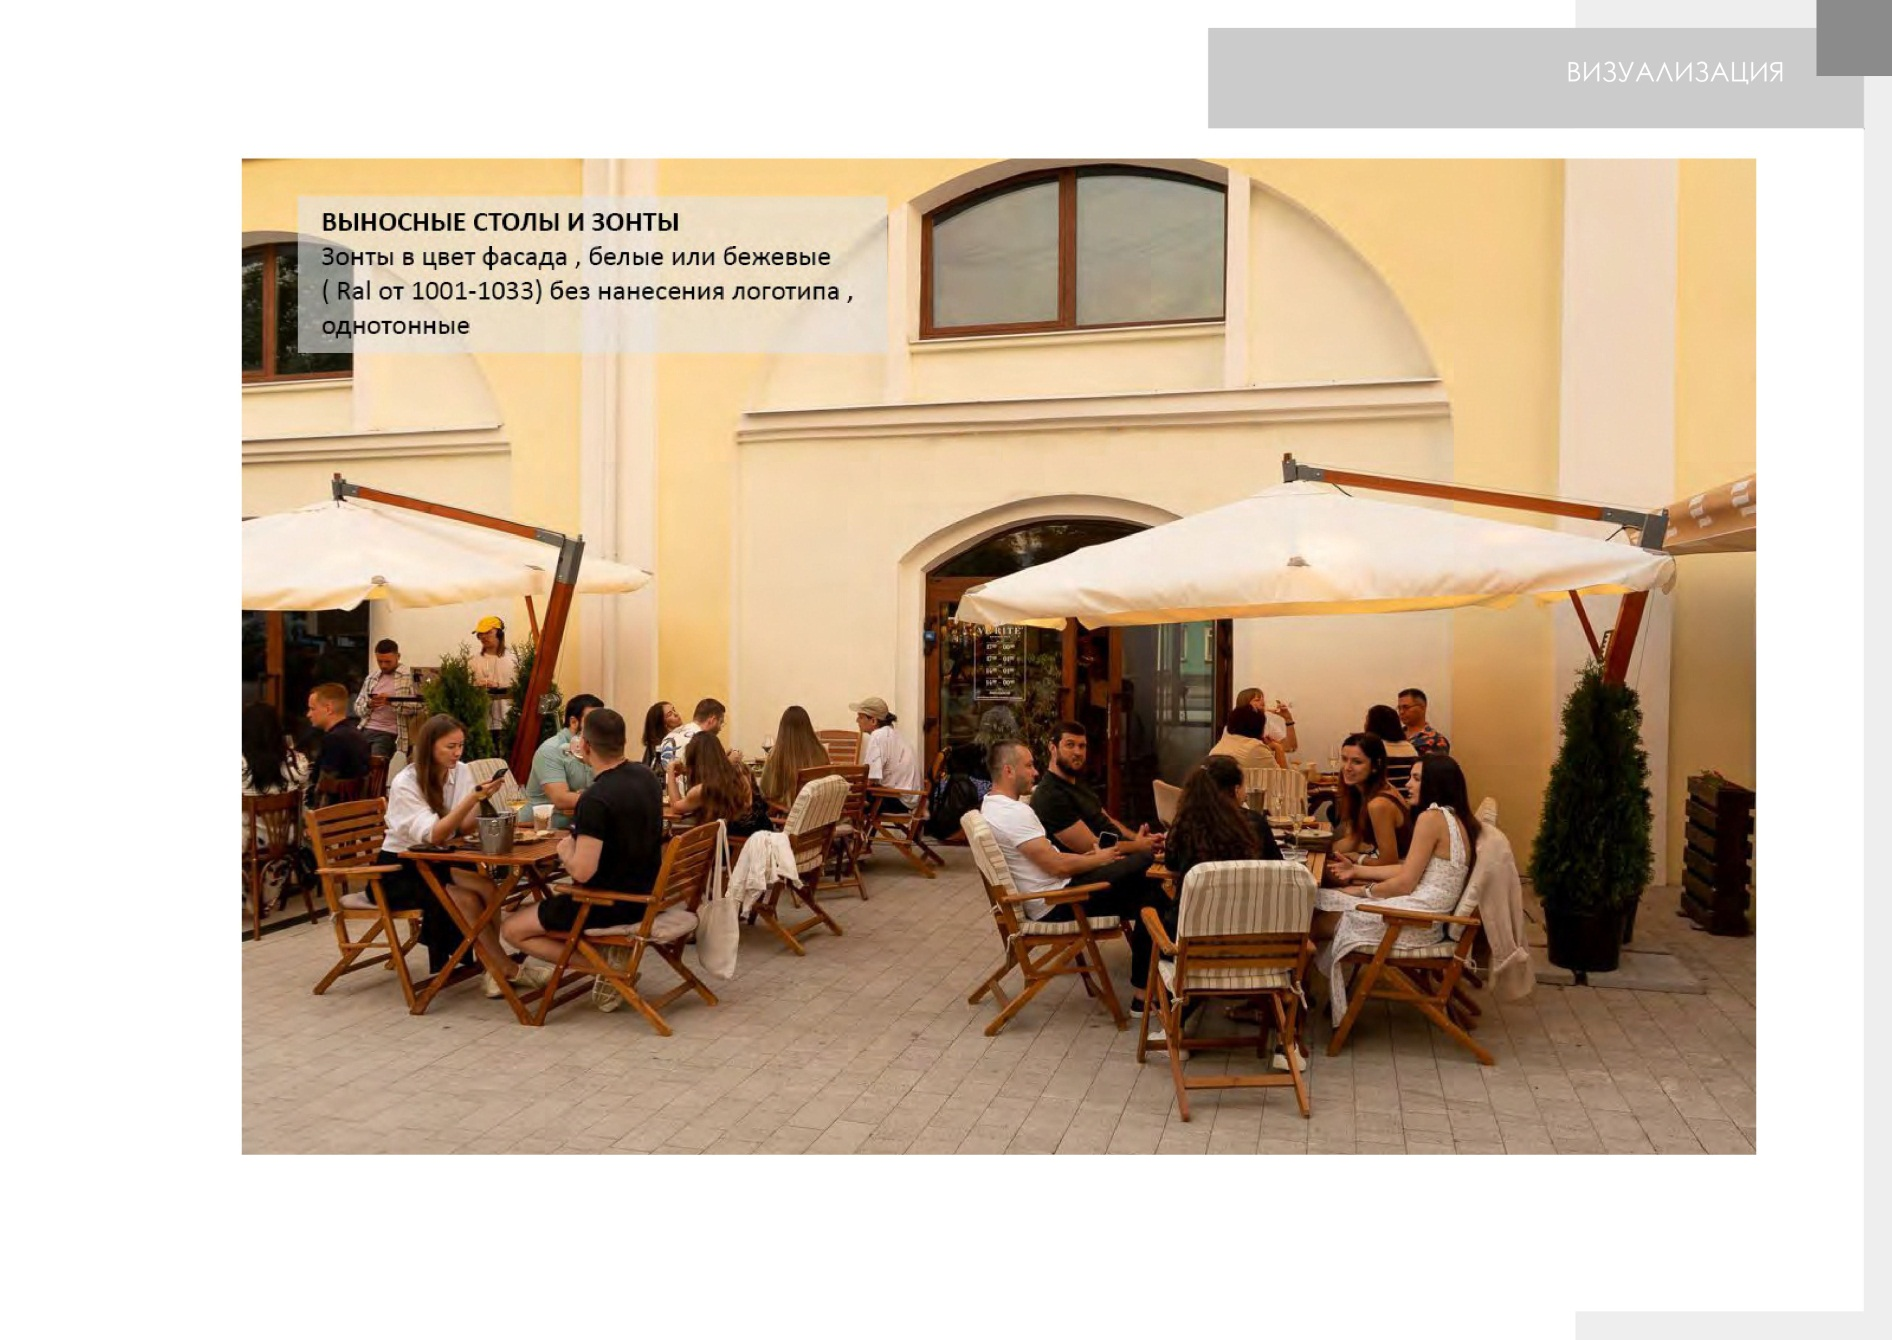 ВИЗУАЛИЗАЦИЯ
ВЫНОСНЫЕ СТОЛЫ И ЗОНТЫ
Зонты в цвет фасада , белые или бежевые
( Ral от 1001-1033) без нанесения логотипа ,
однотонные